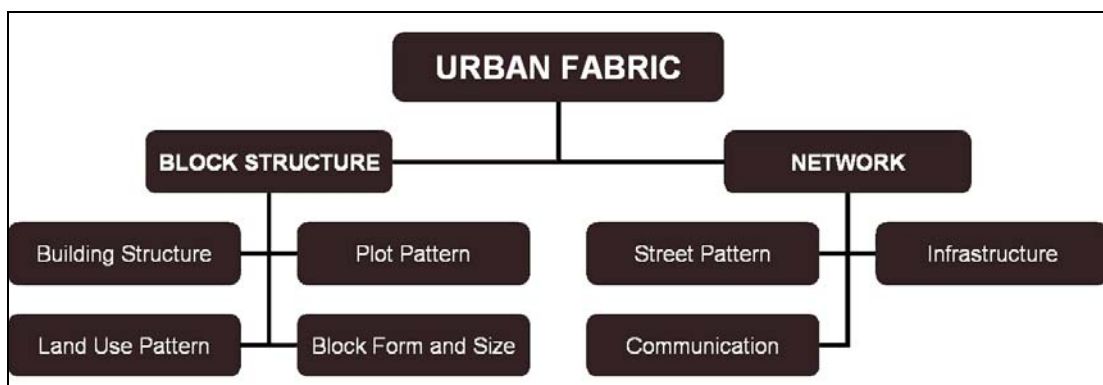 URBAN FABRIC
BLOCK STRUCTURE
NETWORK
Building Structure
Plot Pattern
Street Pattern
Infrastructure
Land Use Pattern
Block Form and Size
Communication